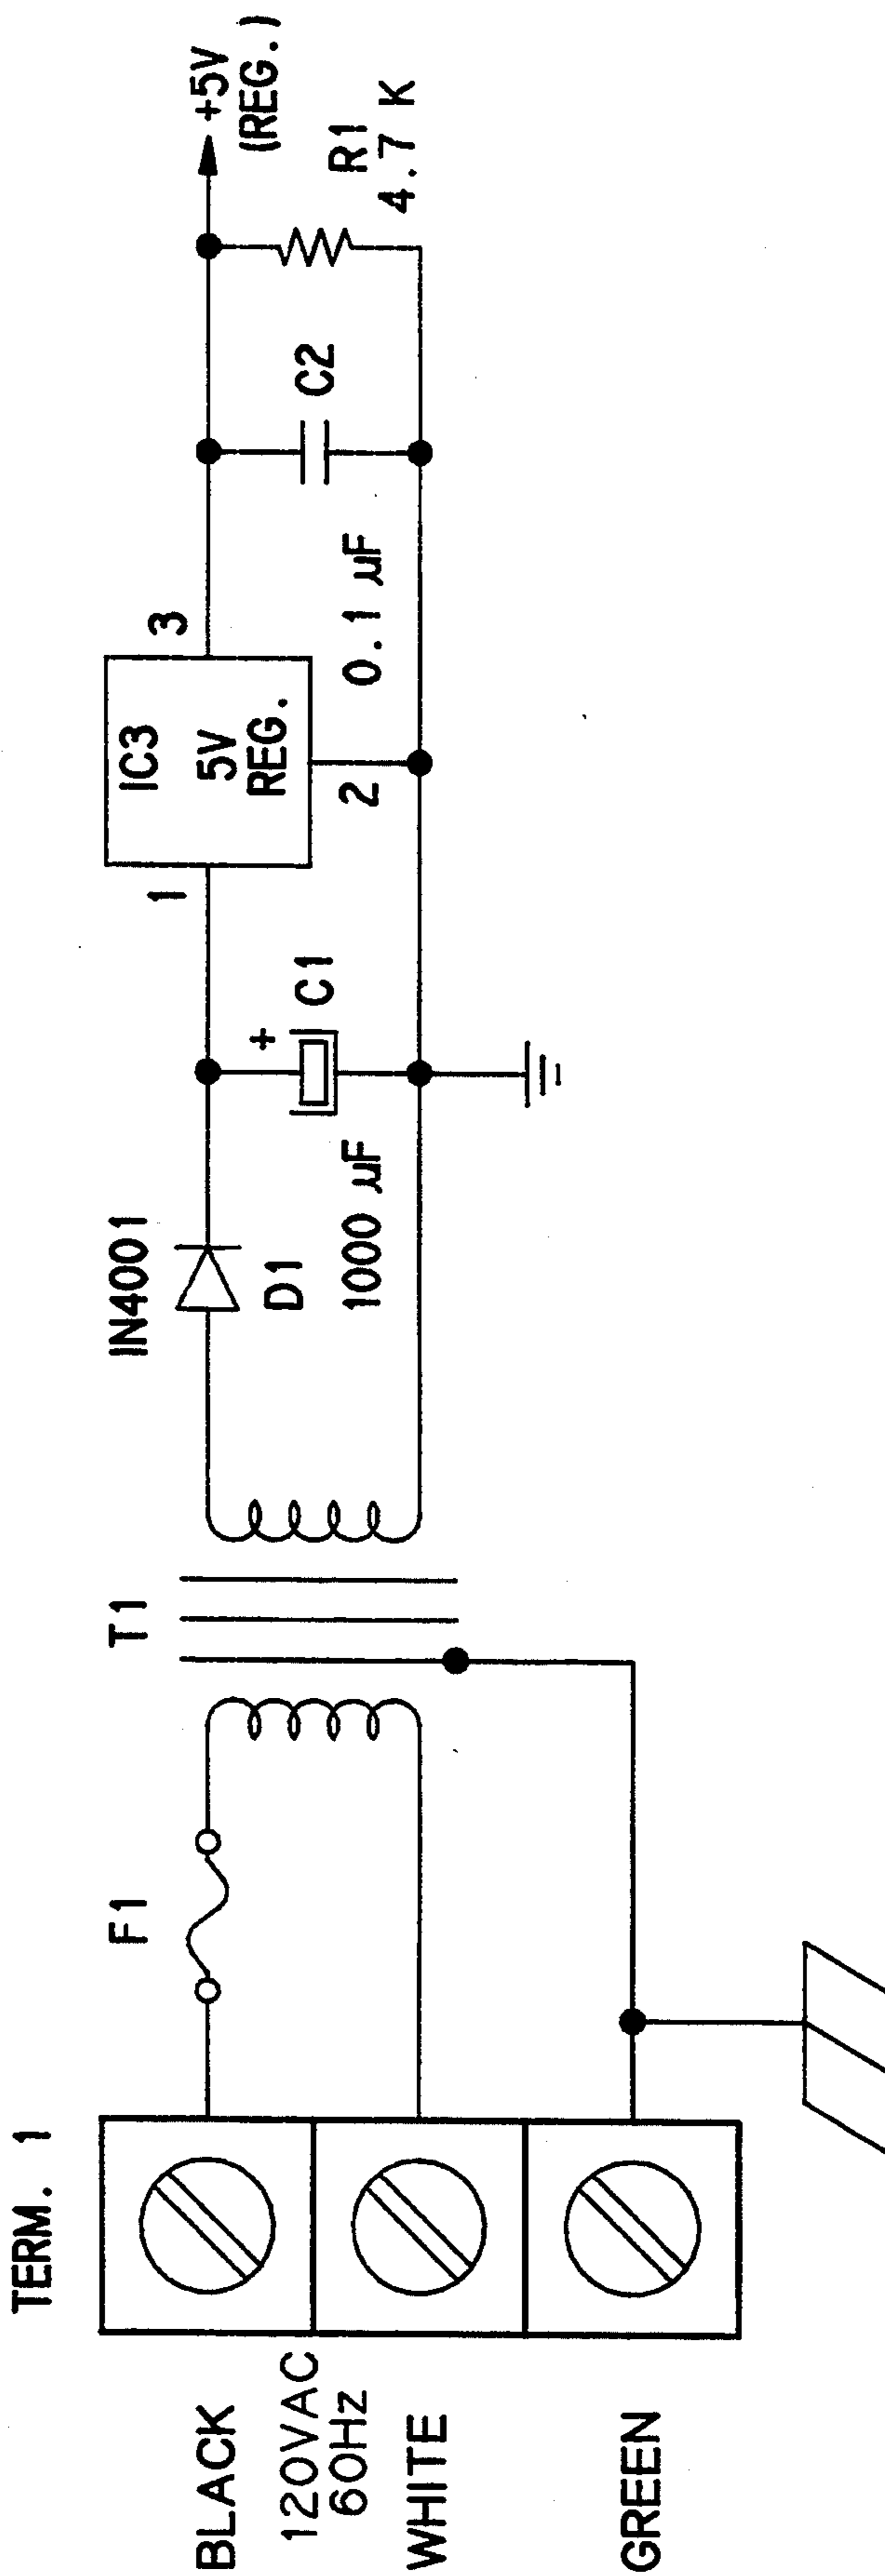 TERM. 1
BLACK
120VAC
60Hz
WHITE
GREEN
F1
T1
IN4001
D1
+
C1
1000 µF
1
IC3
5V
REG.
3
2
0.1 µF
C2
R1
4.7 K
+5V
(REG.)